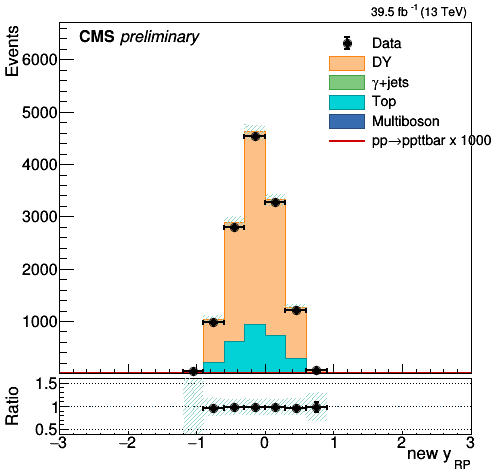 39.5 fb⁻¹ (13 TeV)
CMS preliminary
Events
Data
DY
γ+jets
Top
Multiboson
pp→ppttbar x 1000
6000
5000
4000
3000
2000
1000
Ratio
1.5
1
0.5
−3 −2 −1 0 1 2 3
new y_RP